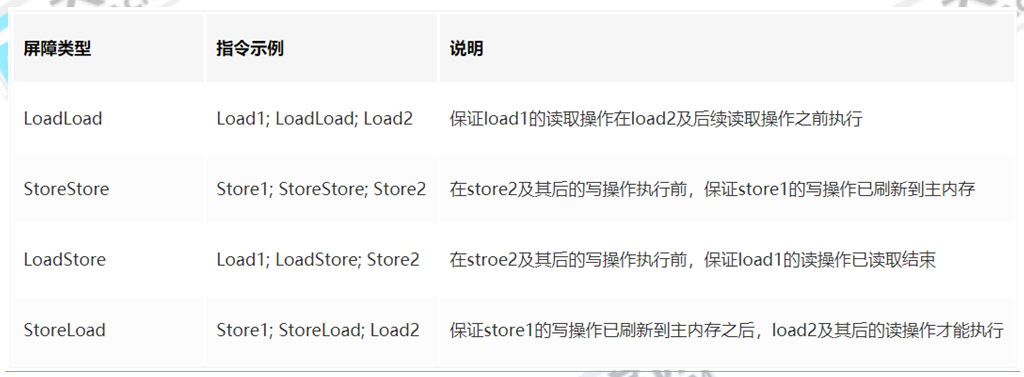 屏障类型 指令示例 说明
LoadLoad Load1; LoadLoad; Load2 保证load1的读取操作在load2及后续读取操作之前执行
StoreStore Store1; StoreStore; Store2 在store2及其后的写操作执行前，保证store1的写操作已刷新到主内存
LoadStore Load1; LoadStore; Store2 在stroe2及其后的写操作执行前，保证load1的读操作已读取结束
StoreLoad Store1; StoreLoad; Load2 保证store1的写操作已刷新到主内存之后，load2及其后的读操作才能执行